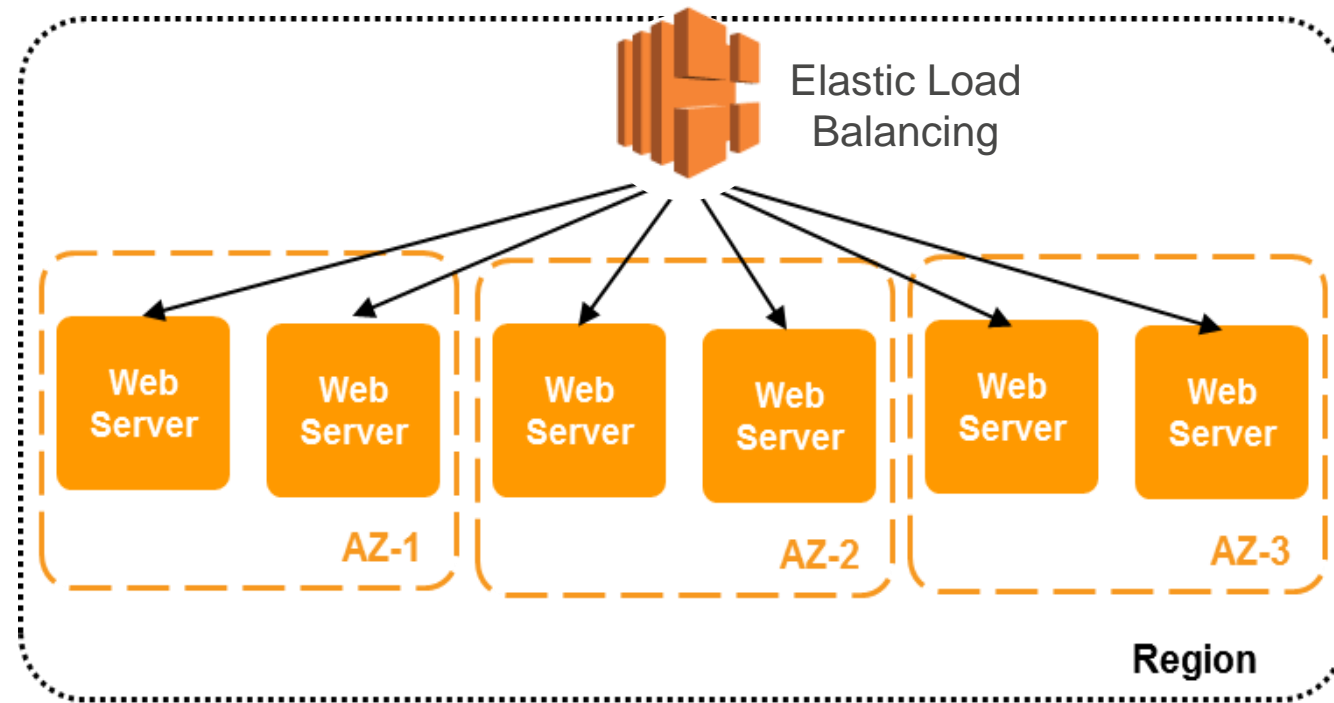 Elastic Load
Balancing
Web
Server
Web
Server
Web
Server
Web
Server
Web
Server
Web
Server
AZ-1
AZ-2
AZ-3
Region